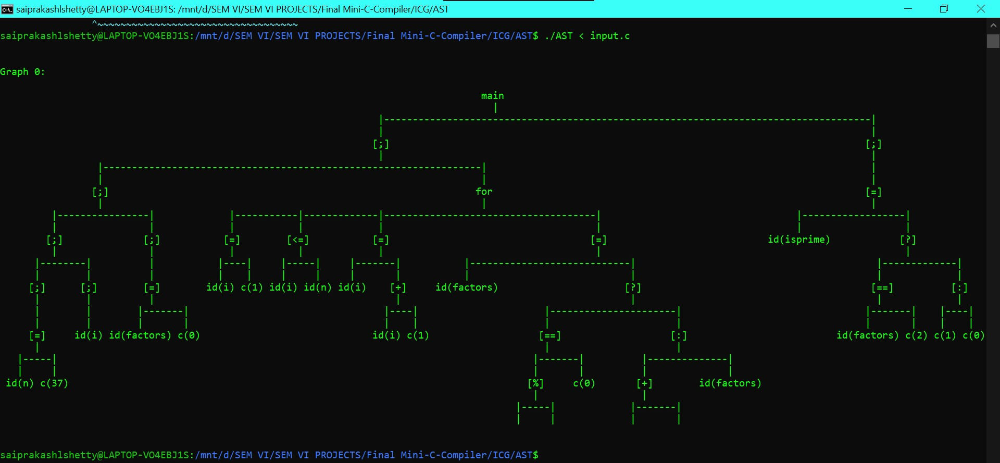 saiprakashlshetty@LAPTOP-VO4EBJ1S: /mnt/d/SEM VI/SEM VI PROJECTS/Final Mini-C-Compiler/ICG/AST
^~~~~~~~~~~~~~~~~~~~~~~~~~~~~~~~~~~~
saiprakashlshetty@LAPTOP-VO4EBJ1S:/mnt/d/SEM VI/SEM VI PROJECTS/Final Mini-C-Compiler/ICG/AST$ ./AST < input.c
Graph 0:
main
[;] [;]
[;] for [=]
[;] [;] [=] [<=] [=] [=] id(isprime) [?]
[;] [;] [=] id(i) c(1) id(i) id(n) id(i) [+] id(factors) [?] [==] [:]
[=] id(i) id(factors) c(0) id(i) c(1) [==] [:] id(factors) c(2) c(1) c(0)
id(n) c(37) [%] c(0) [+] id(factors)
saiprakashlshetty@LAPTOP-VO4EBJ1S:/mnt/d/SEM VI/SEM VI PROJECTS/Final Mini-C-Compiler/ICG/AST$